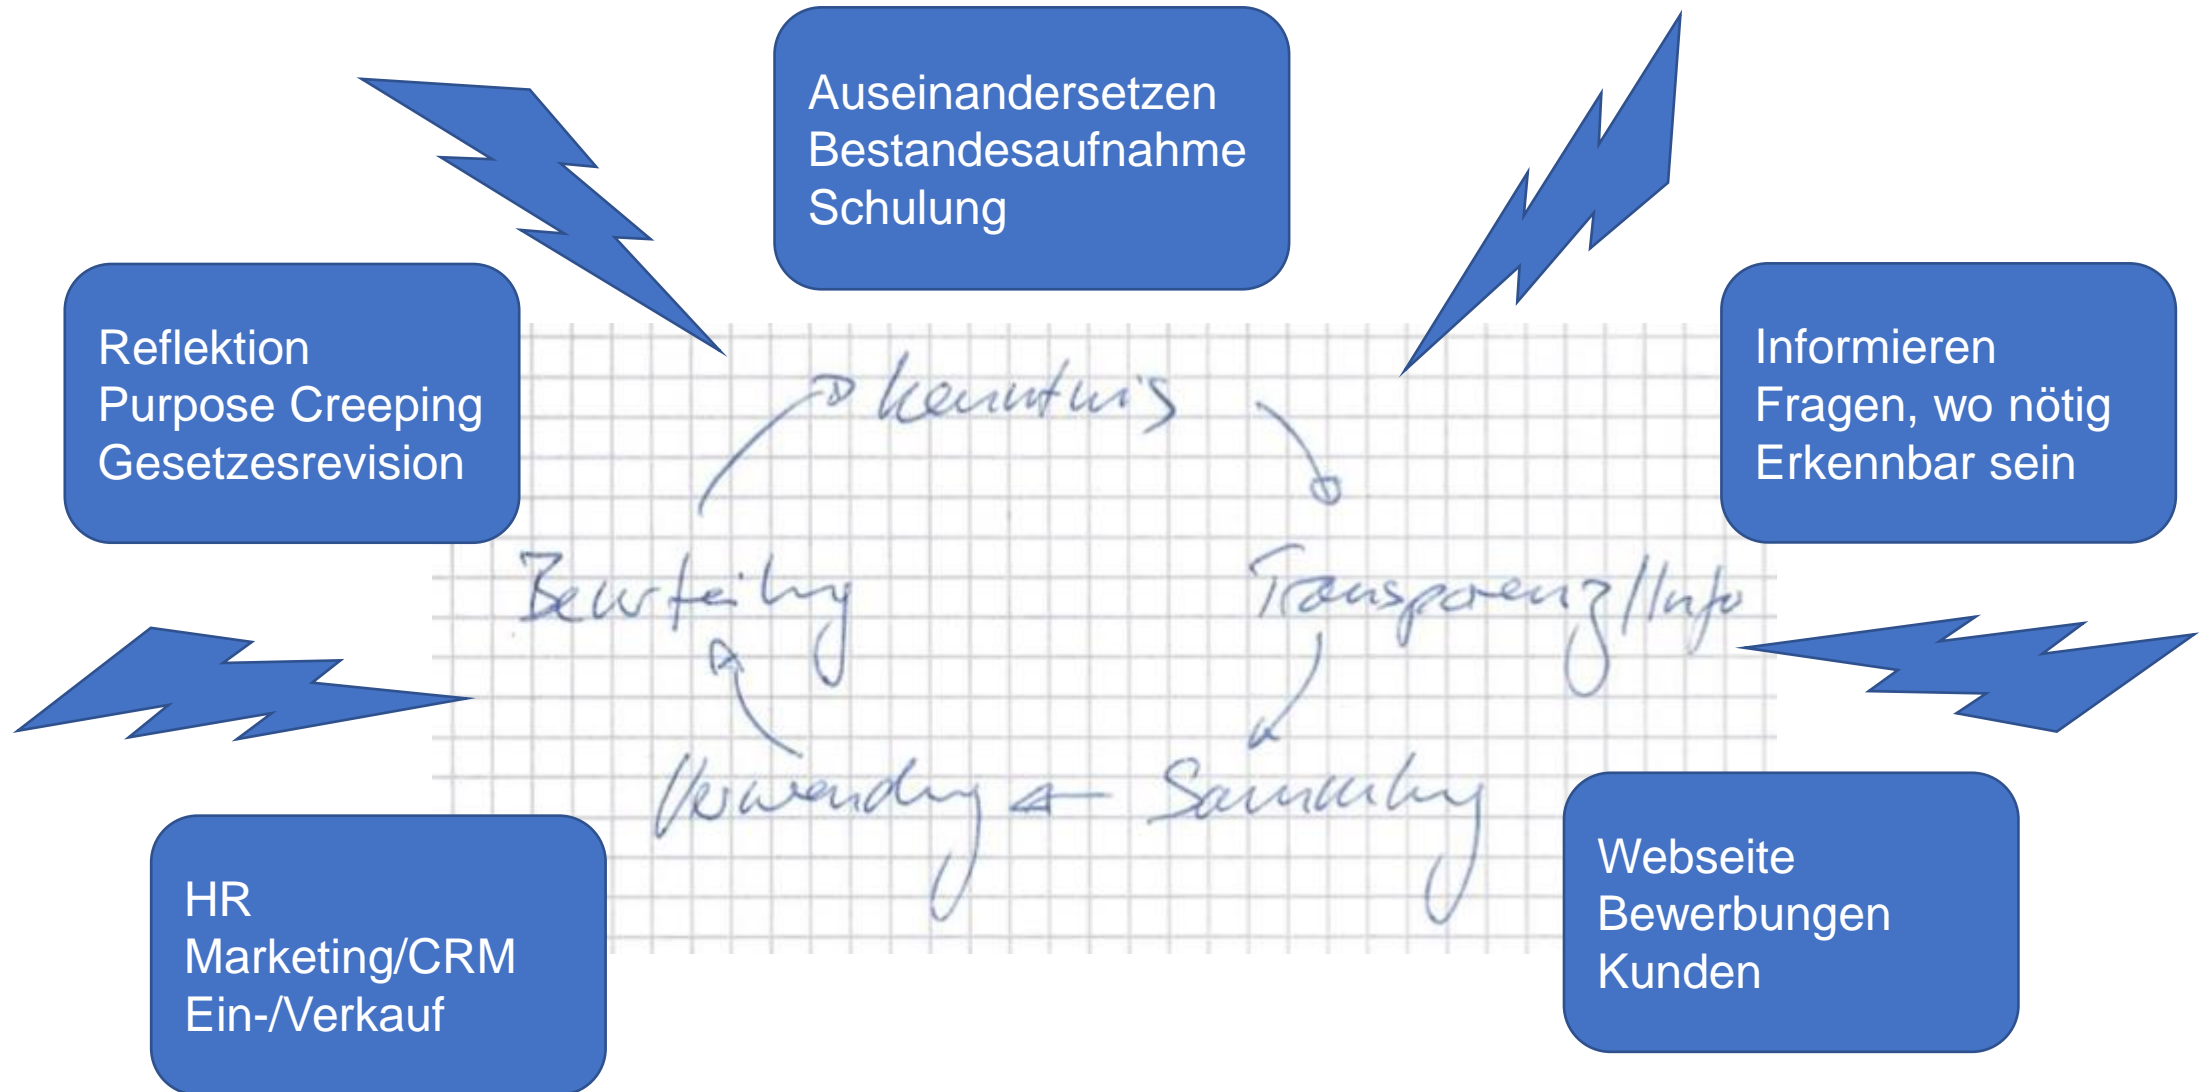 Auseinandersetzen
Bestandesaufnahme
Schulung
Reflektion
Purpose Creeping
Gesetzesrevision
Informieren
Fragen, wo nötig
Erkennbar sein
Kenntnis
Beurteilung
Transparenz/Info
Verwendung
Sammlung
HR
Marketing/CRM
Ein-/Verkauf
Webseite
Bewerbungen
Kunden